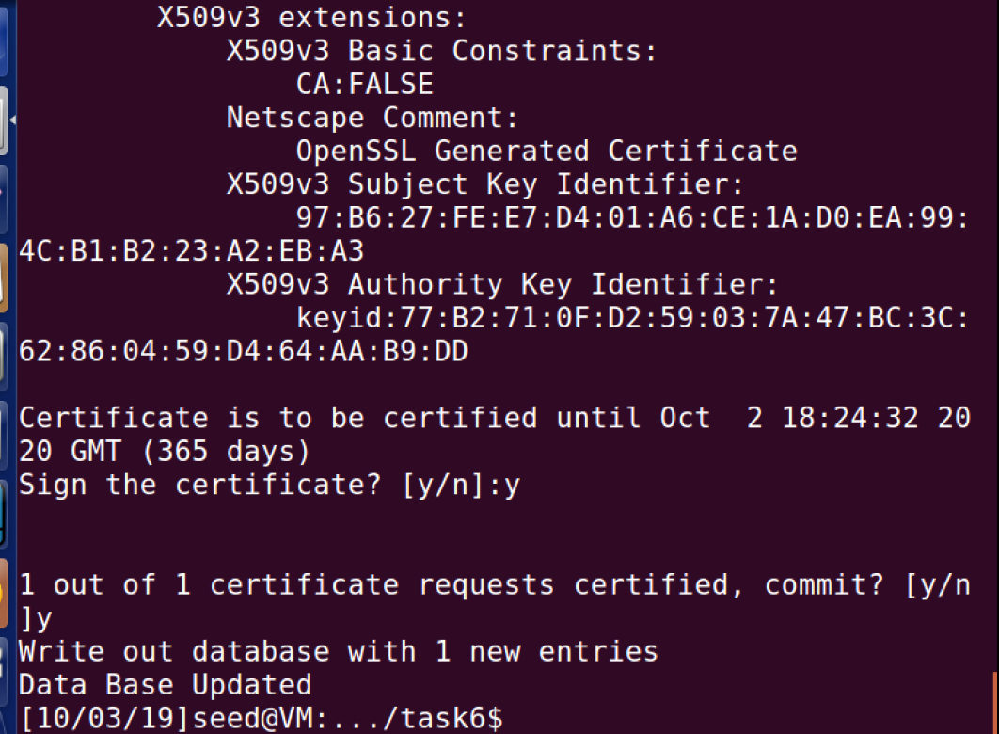 X509v3 extensions:
X509v3 Basic Constraints:
CA:FALSE
Netscape Comment:
OpenSSL Generated Certificate
X509v3 Subject Key Identifier:
97:B6:27:FE:E7:D4:01:A6:CE:1A:D0:EA:99:
4C:B1:B2:23:A2:EB:A3
X509v3 Authority Key Identifier:
keyid:77:B2:71:0F:D2:59:03:7A:47:BC:3C:
62:86:04:59:D4:64:AA:B9:DD
Certificate is to be certified until Oct  2 18:24:32 20
20 GMT (365 days)
Sign the certificate? [y/n]:y
1 out of 1 certificate requests certified, commit? [y/n
]y
Write out database with 1 new entries
Data Base Updated
[10/03/19]seed@VM:.../task6$